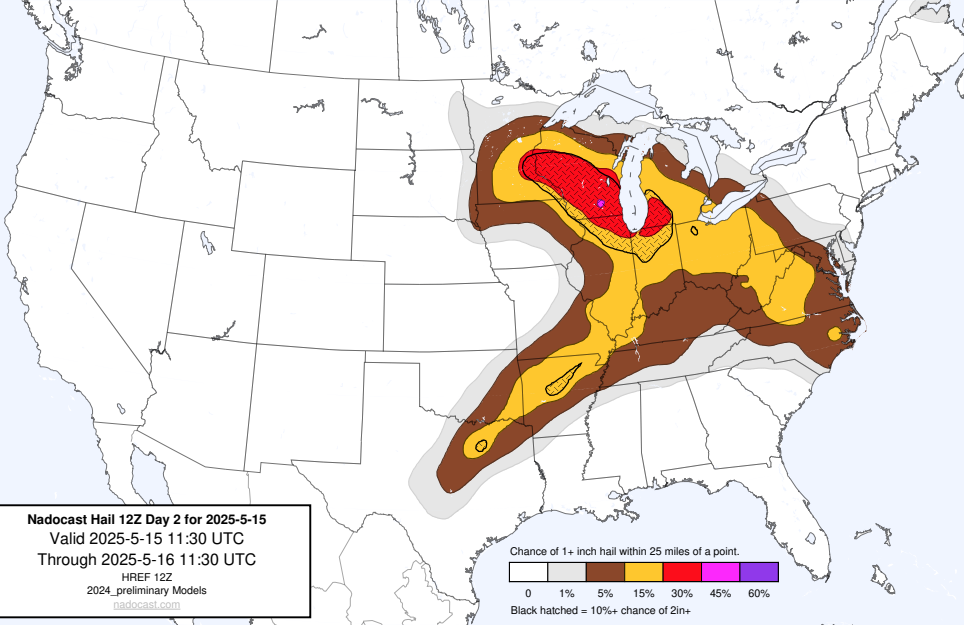 Nadocast Hail 12Z Day 2 for 2025-5-15
Valid 2025-5-15 11:30 UTC
Through 2025-5-16 11:30 UTC
HREF 12Z
2024_preliminary Models
nadocast.com
Chance of 1+ inch hail within 25 miles of a point.
0 1% 5% 15% 30% 45% 60%
Black hatched = 10%+ chance of 2in+